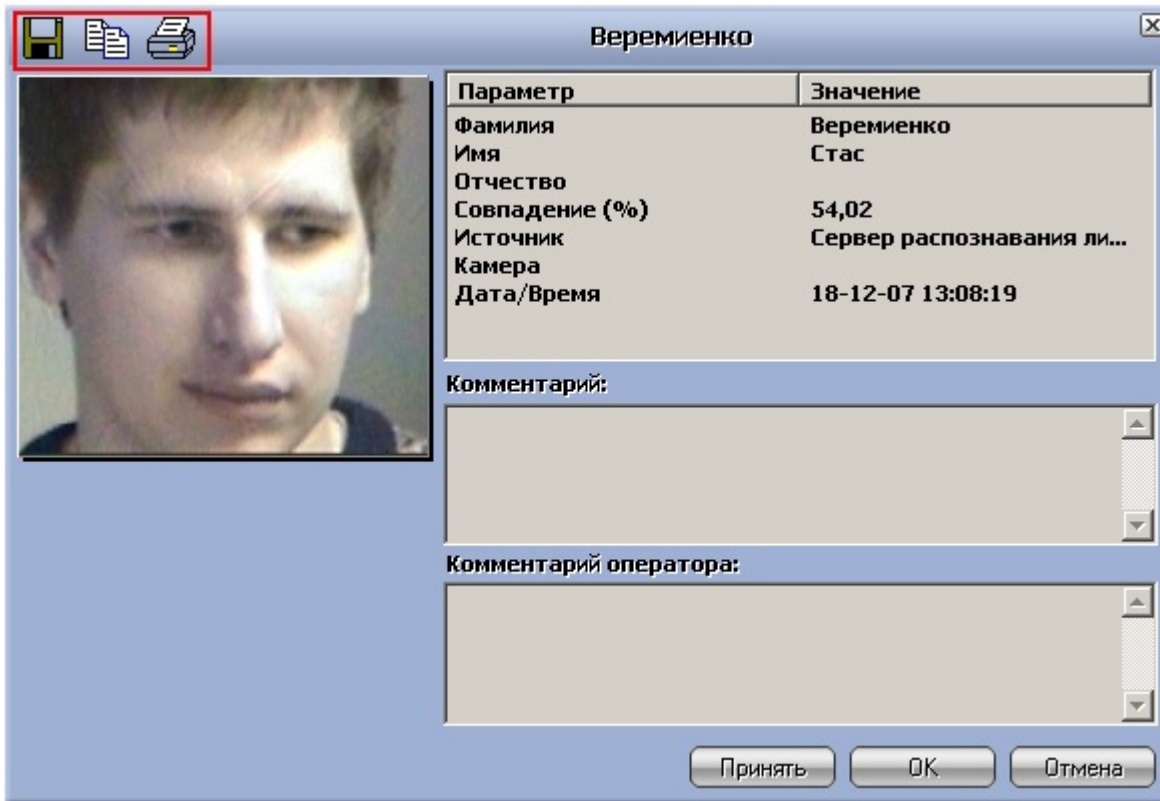 Веремиенко
Параметр Значение
Фамилия Веремиенко
Имя Стас
Отчество
Совпадение (%) 54,02
Источник Сервер распознавания ли...
Камера
Дата/Время 18-12-07 13:08:19
Комментарий:
Комментарий оператора:
Принять OK Отмена